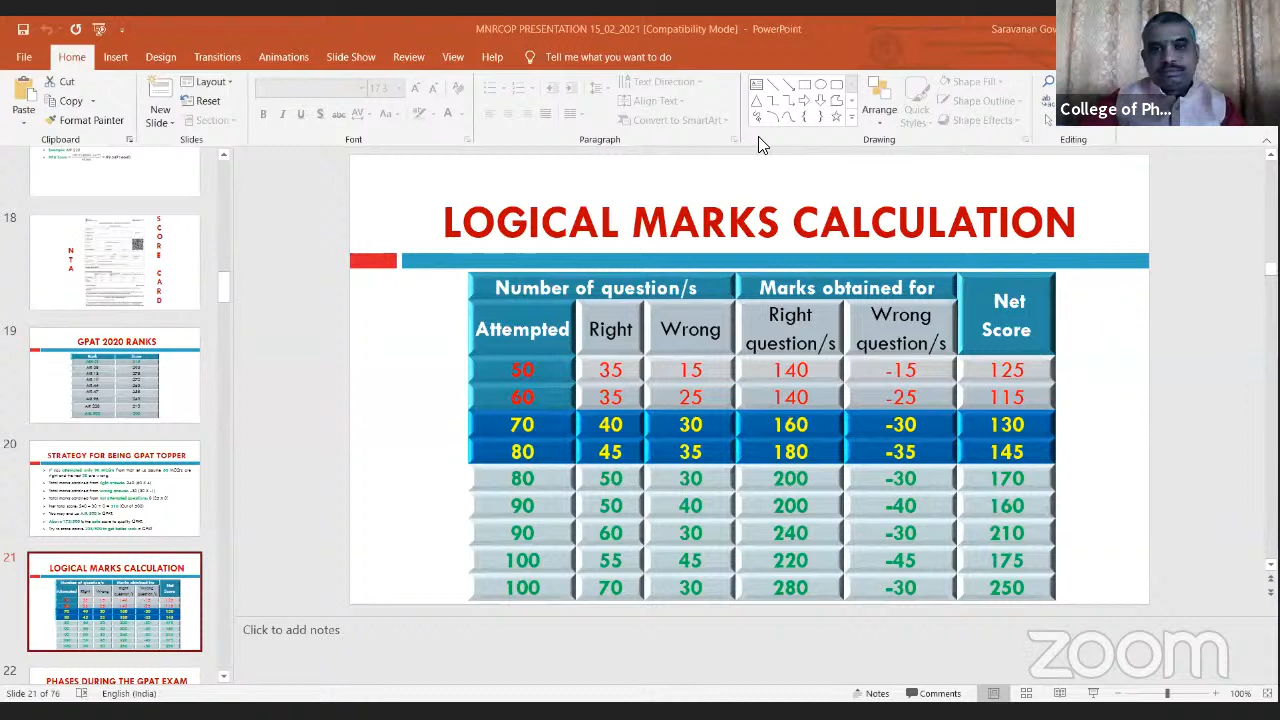 MNRCOP PRESENTATION 15_02_2021 [Compatibility Mode] - PowerPoint
Saravanan Gov
File Home Insert Design Transitions Animations Slide Show Review View Help Tell me what you want to do
Paste
Cut
Copy
Format Painter
Clipboard
New Slide
Layout
Reset
Section
Slides
17.3
Font
Text Direction
Align Text
Convert to SmartArt
Paragraph
Arrange
Quick Styles
Shape Fill
Shape Outline
Shape Effects
Drawing
Editing
College of Ph...
18
NTA
SCORE CARD
19
GPAT 2020 RANKS
Rank Score
20
STRATEGY FOR BEING GPAT TOPPER
21
LOGICAL MARKS CALCULATION
22
PHASES DURING THE GPAT EXAM
LOGICAL MARKS CALCULATION
Number of question/s Marks obtained for Net Score
Attempted Right Wrong Right question/s Wrong question/s
50 35 15 140 -15 125
60 35 25 140 -25 115
70 40 30 160 -30 130
80 45 35 180 -35 145
80 50 30 200 -30 170
90 50 40 200 -40 160
90 60 30 240 -30 210
100 55 45 220 -45 175
100 70 30 280 -30 250
Click to add notes
zoom
Slide 21 of 76 English (India) Notes Comments 100%